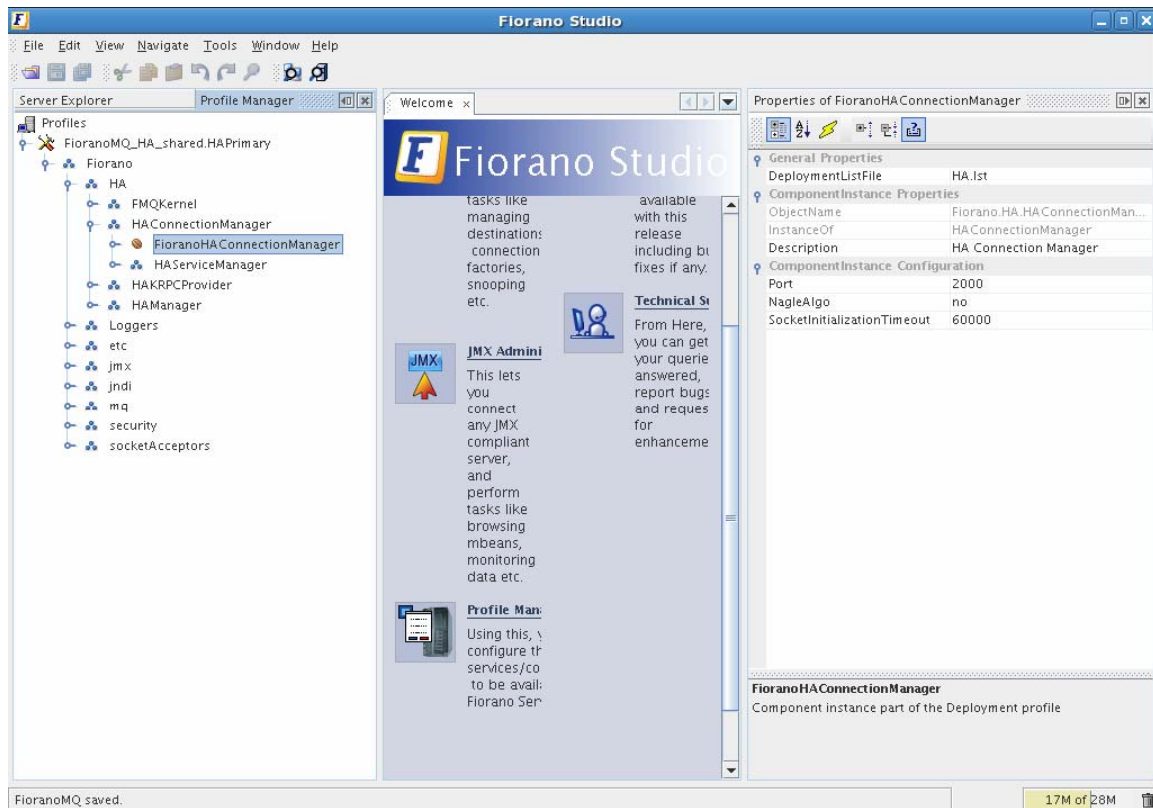 F
Fiorano Studio
File Edit View Navigate Tools Window Help
Server Explorer
Profile Manager
Profiles
FioranoMQ_HA_shared.HAPrimary
Fiorano
HA
FMQKernel
HAConnectionManager
FioranoHAConnectionManager
HAServiceManager
HAKRPCProvider
HAManager
Loggers
etc
jmx
jndi
mq
security
socketAcceptors
Welcome
F Fiorano Studio
tasks like
managing
destinations
connection
factories,
snooping
etc.
JMX
JMX Admini
This lets
you
connect
any JMX
compliant
server,
and
perform
tasks like
browsing
mbeans,
monitoring
data etc.
Profile Man
Using this,
configure th
services/co
to be avail
Fiorano Ser
available
with this
release
including bu
fixes if any.
Technical Su
From Here,
you can get
your querie
answered,
report bugs
and reques
for
enhanceme
Properties of FioranoHAConnectionManager
General Properties
DeploymentListFile HA.lst
ComponentInstance Properties
ObjectName Fiorano.HA.HAConnectionMan...
InstanceOf HAConnectionManager
Description HA Connection Manager
ComponentInstance Configuration
Port 2000
NagleAlgo no
SocketInitializationTimeout 60000
FioranoHAConnectionManager
Component instance part of the Deployment profile
FioranoMQ saved.
17M of 28M